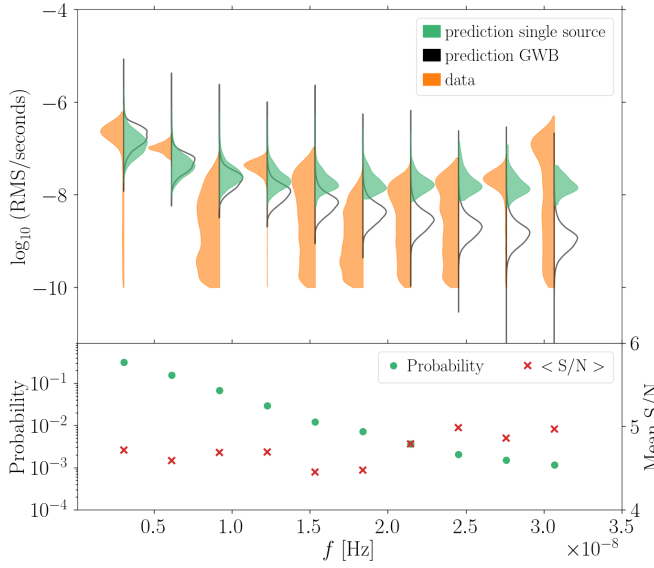 −4
prediction single source
prediction GWB
data
−6
−8
−10
log10 (RMS/seconds)
6
Probability
< S/N >
10−1
10−2
10−3
10−4
Probability
5
4
Mean S/N
0.5
1.0
1.5
2.0
2.5
3.0
3.5
f [Hz]
×10−8